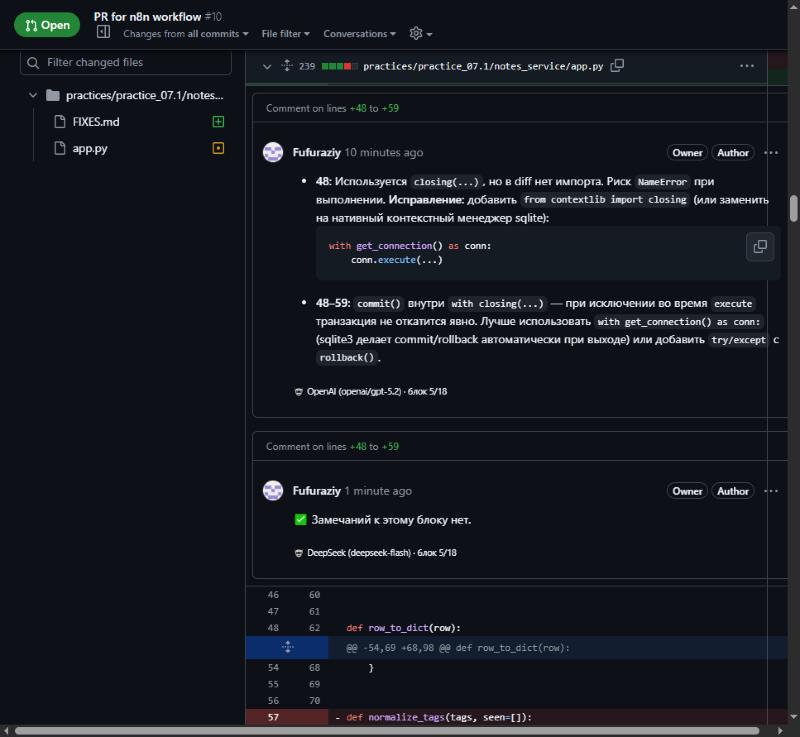 Open
PR for n8n workflow #10
Changes from all commits
File filter
Conversations
Filter changed files
practices/practice_07.1/notes...
FIXES.md
app.py
239 practices/practice_07.1/notes_service/app.py
Comment on lines +48 to +59
Fufuraziy 10 minutes ago
Owner
Author
48: Используется closing(...), но в diff нет импорта. Риск NameError при
выполнении. Исправление: добавить from contextlib import closing (или заменить
на нативный контекстный менеджер sqlite):
with get_connection() as conn:
conn.execute(...)
48–59: commit() внутри with closing(...) — при исключении во время execute
транзакция не откатится явно. Лучше использовать with get_connection() as conn:
(sqlite3 делает commit/rollback автоматически при выходе) или добавить try/except с
rollback().
OpenAI (openai/gpt-5.2) · блок 5/18
Comment on lines +48 to +59
Fufuraziy 1 minute ago
Owner
Author
Замечаний к этому блоку нет.
DeepSeek (deepseek-flash) · блок 5/18
46 60
47 61
48 62 def row_to_dict(row):
@@ -54,69 +68,98 @@ def row_to_dict(row):
54 68 }
55 69
56 70
57 - def normalize_tags(tags, seen=[]):